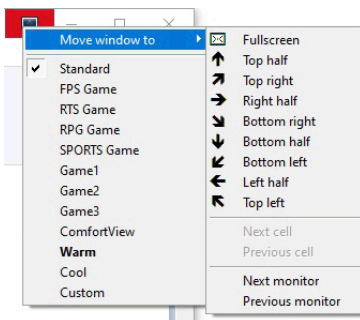 Move window to
Standard
FPS Game
RTS Game
RPG Game
SPORTS Game
Game1
Game2
Game3
ComfortView
Warm
Cool
Custom
Fullscreen
Top half
Top right
Right half
Bottom right
Bottom half
Bottom left
Left half
Top left
Next cell
Previous cell
Next monitor
Previous monitor